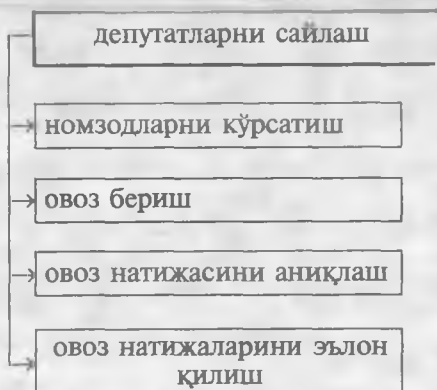 депутатларни сайлаш
номзодларни кўрсатиш
овоз бериш
овоз натижасини аниқлаш
овоз натижаларини эълон
қилиш